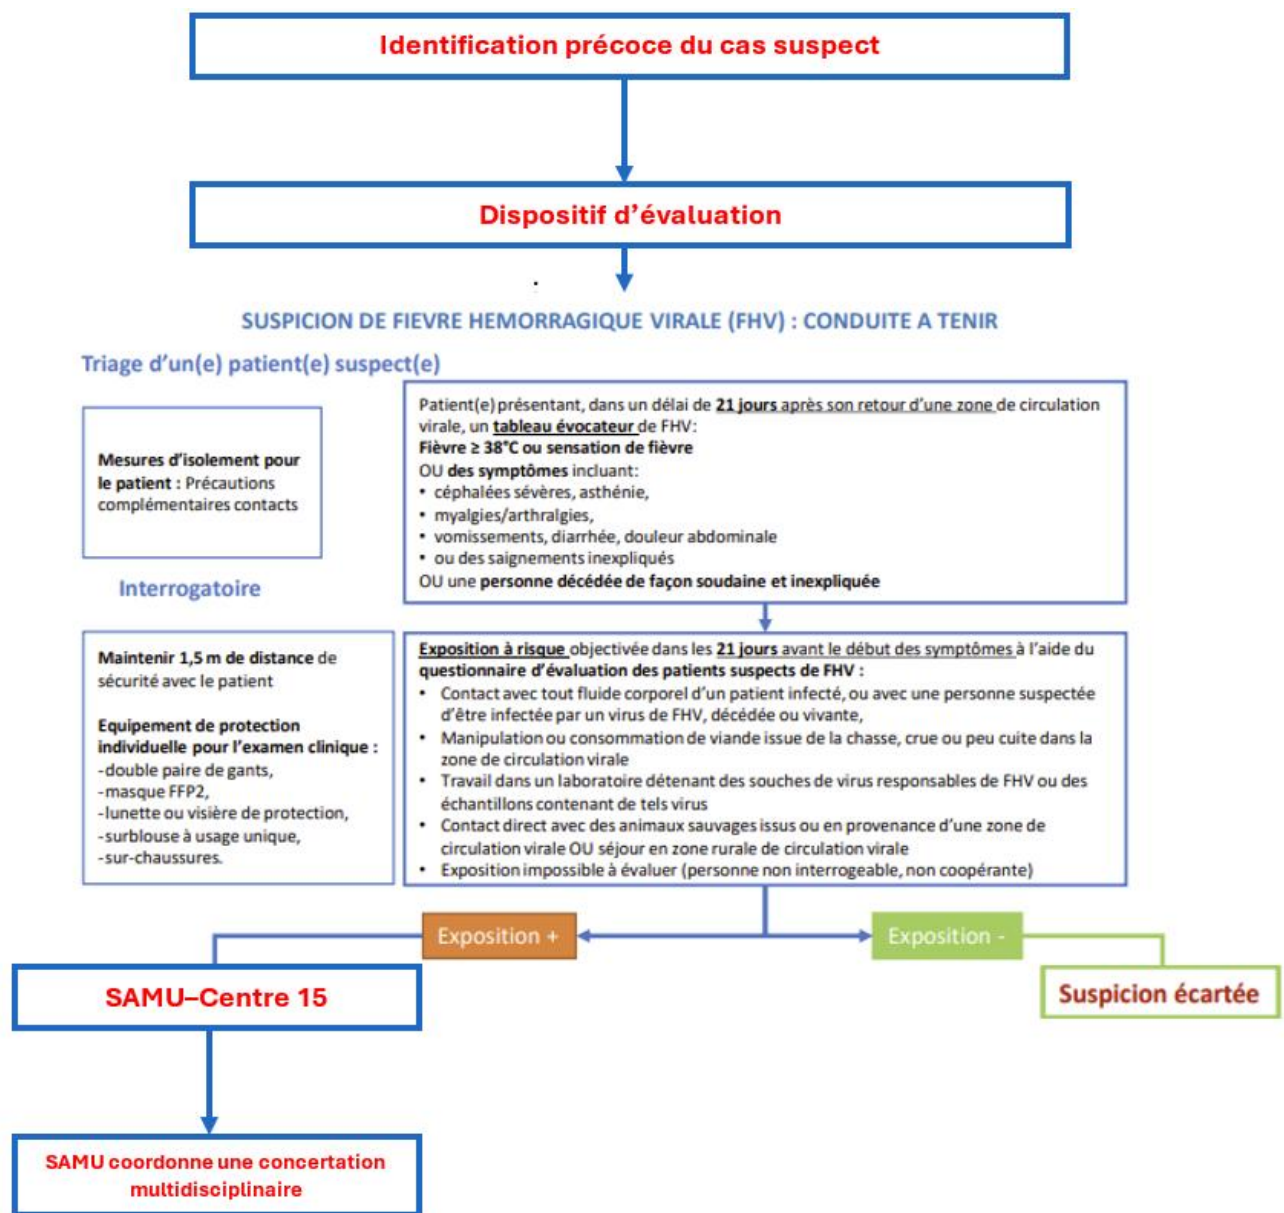 Identification précoce du cas suspect
Dispositif d’évaluation
.
SUSPICION DE FIEVRE HEMORRAGIQUE VIRALE (FHV) : CONDUITE A TENIR
Triage d’un(e) patient(e) suspect(e)
Mesures d’isolement pour
le patient : Précautions
complémentaires contacts
Patient(e) présentant, dans un délai de 21 jours après son retour d’une zone de circulation
virale, un tableau évocateur de FHV:
Fièvre ≥ 38°C ou sensation de fièvre
OU des symptômes incluant:
• céphalées sévères, asthénie,
• myalgies/arthralgies,
• vomissements, diarrhée, douleur abdominale
• ou des saignements inexpliqués
OU une personne décédée de façon soudaine et inexpliquée
Interrogatoire
Maintenir 1,5 m de distance de
sécurité avec le patient
Equipement de protection
individuelle pour l’examen clinique :
-double paire de gants,
-masque FFP2,
-lunette ou visière de protection,
-surblouse à usage unique,
-sur-chaussures.
Exposition à risque objectivée dans les 21 jours avant le début des symptômes à l’aide du
questionnaire d’évaluation des patients suspects de FHV :
• Contact avec tout fluide corporel d’un patient infecté, ou avec une personne suspectée
d’être infectée par un virus de FHV, décédée ou vivante,
• Manipulation ou consommation de viande issue de la chasse, crue ou peu cuite dans la
zone de circulation virale
• Travail dans un laboratoire détenant des souches de virus responsables de FHV ou des
échantillons contenant de tels virus
• Contact direct avec des animaux sauvages issus ou en provenance d’une zone de
circulation virale OU séjour en zone rurale de circulation virale
• Exposition impossible à évaluer (personne non interrogeable, non coopérante)
Exposition +
Exposition -
SAMU–Centre 15
Suspicion écartée
SAMU coordonne une concertation
multidisciplinaire